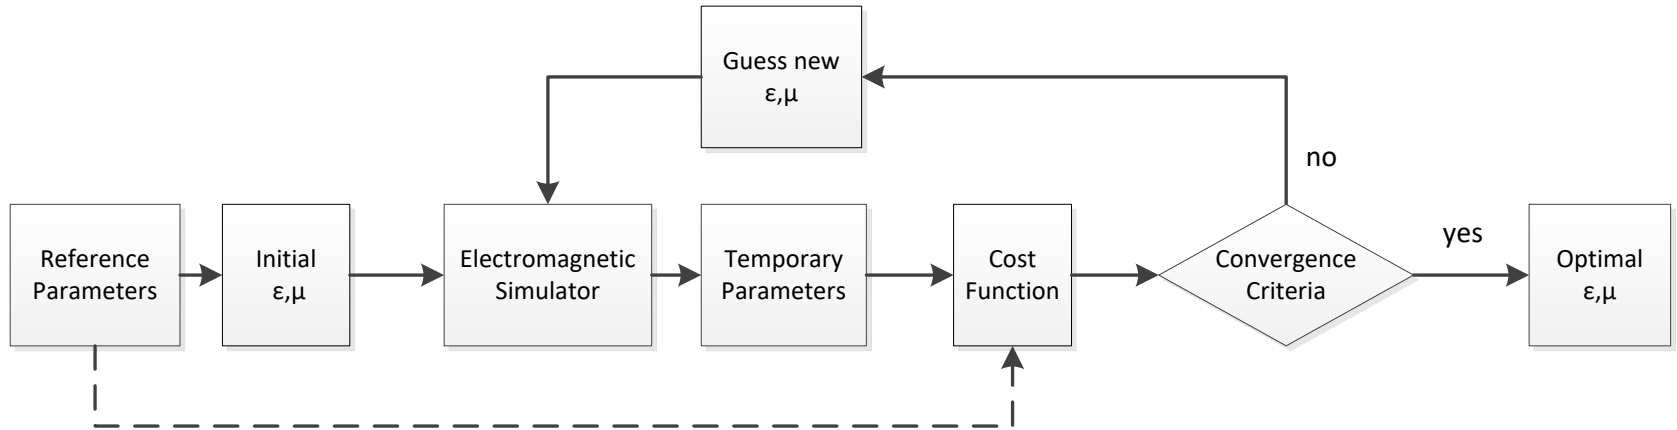 Guess new
ε,μ
no
Reference
Parameters
Initial
ε,μ
Electromagnetic
Simulator
Temporary
Parameters
Cost
Function
Convergence
Criteria
yes
Optimal
ε,μ